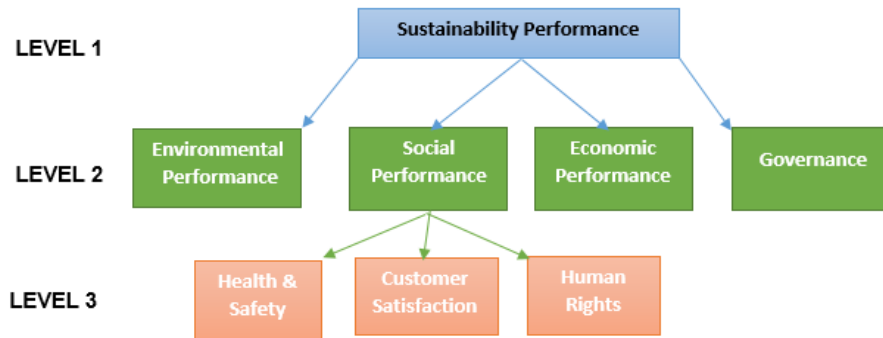 Sustainability Performance
LEVEL 1
Environmental
Performance
Social
Performance
Economic
Performance
Governance
LEVEL 2
Health &
Safety
Customer
Satisfaction
Human
Rights
LEVEL 3